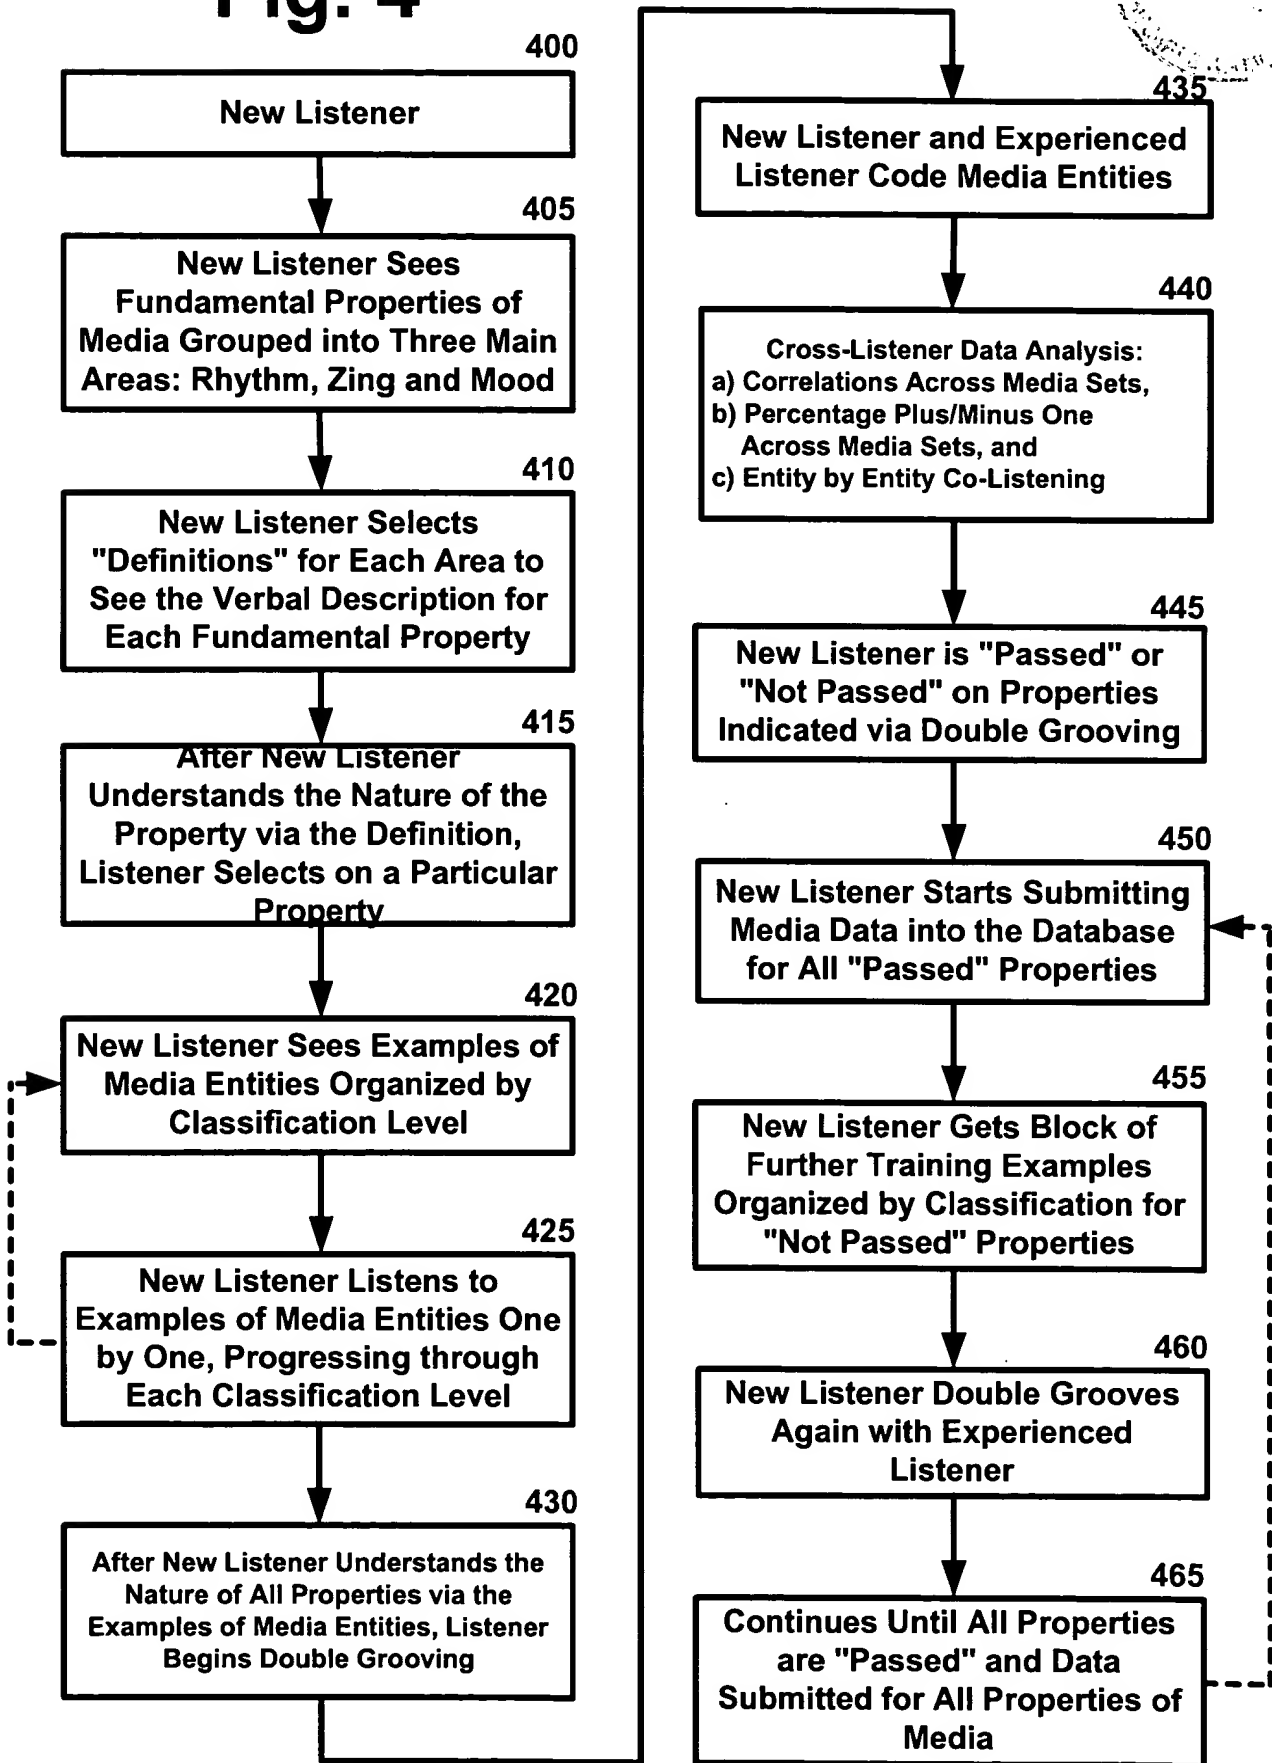 Fig. 4
400
New Listener
405
New Listener Sees
Fundamental Properties of
Media Grouped into Three Main
Areas: Rhythm, Zing and Mood
410
New Listener Selects
"Definitions" for Each Area to
See the Verbal Description for
Each Fundamental Property
415
After New Listener
Understands the Nature of the
Property via the Definition,
Listener Selects on a Particular
Property
420
New Listener Sees Examples of
Media Entities Organized by
Classification Level
425
New Listener Listens to
Examples of Media Entities One
by One, Progressing through
Each Classification Level
430
After New Listener Understands the
Nature of All Properties via the
Examples of Media Entities, Listener
Begins Double Grooving
435
New Listener and Experienced
Listener Code Media Entities
440
Cross-Listener Data Analysis:
a) Correlations Across Media Sets,
b) Percentage Plus/Minus One
Across Media Sets, and
c) Entity by Entity Co-Listening
445
New Listener is "Passed" or
"Not Passed" on Properties
Indicated via Double Grooving
450
New Listener Starts Submitting
Media Data into the Database
for All "Passed" Properties
455
New Listener Gets Block of
Further Training Examples
Organized by Classification for
"Not Passed" Properties
460
New Listener Double Grooves
Again with Experienced
Listener
465
Continues Until All Properties
are "Passed" and Data
Submitted for All Properties of
Media